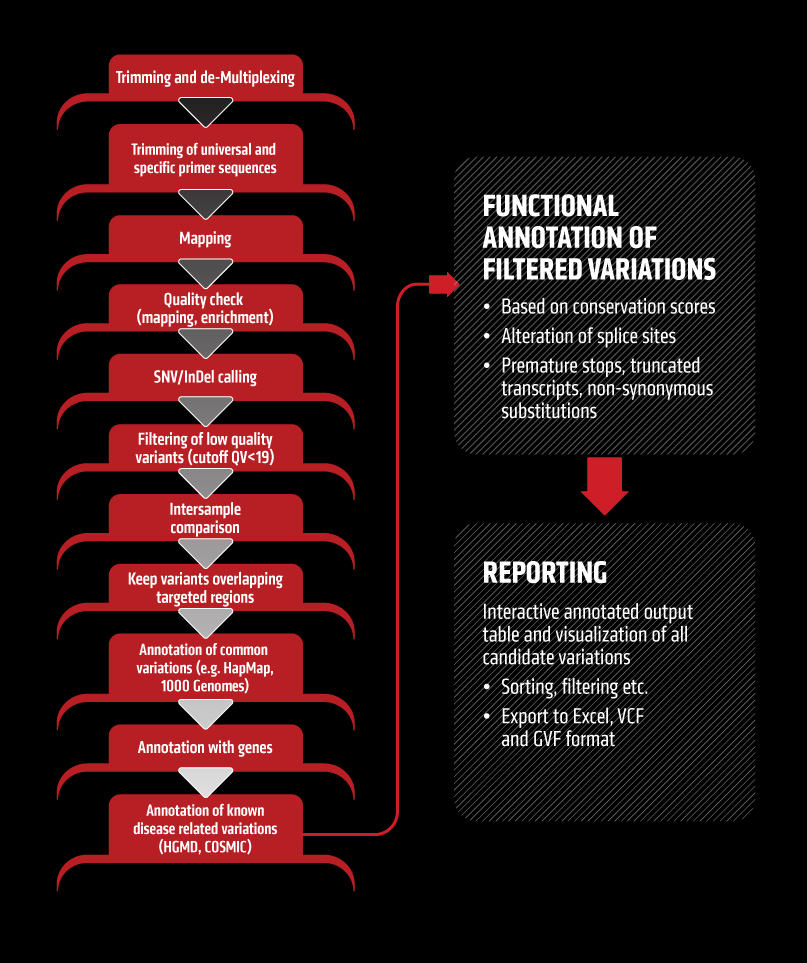 Trimming and de-Multiplexing
Trimming of universal and
specific primer sequences
Mapping
Quality check
(mapping, enrichment)
SNV/InDel calling
Filtering of low quality
variants (cutoff QV<19)
Intersample
comparison
Keep variants overlapping
targeted regions
Annotation of common
variations (e.g. HapMap,
1000 Genomes)
Annotation with genes
Annotation of known
disease related variations
(HGMD, COSMIC)
FUNCTIONAL
ANNOTATION OF
FILTERED VARIATIONS
• Based on conservation scores
• Alteration of splice sites
• Premature stops, truncated
transcripts, non-synonymous
substitutions
REPORTING
Interactive annotated output
table and visualization of all
candidate variations
• Sorting, filtering etc.
• Export to Excel, VCF
and GVF format